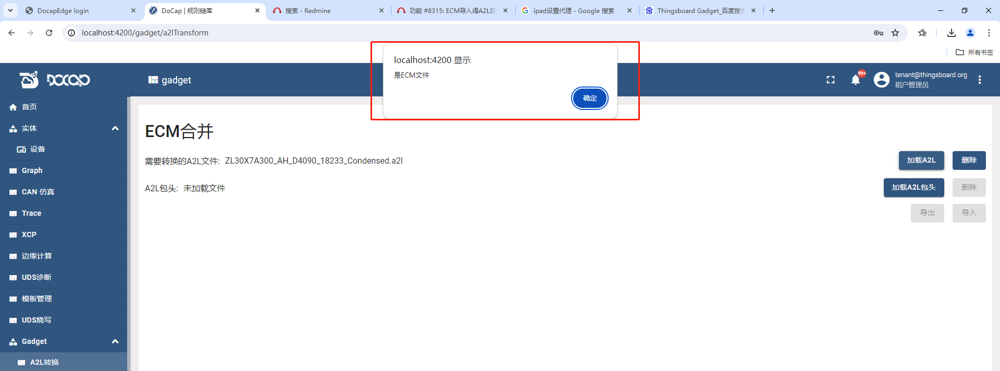 DocapEdge login
DoCap | 规则链库
搜索 - Redmine
功能 #8315: ECM导入得A2L自
ipad设置代理 - Google 搜索
Thingsboard Gadget_百度搜索
localhost:4200/gadget/a2lTransform
所有书签
localhost:4200 显示
是ECM文件
确定
DOCAP
gadget
99+
tenant@thingsboard.org
租户管理员
首页
实体
设备
Graph
CAN 仿真
Trace
XCP
边缘计算
UDS诊断
模板管理
UDS烧写
Gadget
A2L转换
ECM合并
需要转换的A2L文件: ZL30X7A300_AH_D4090_18233_Condensed.a2l
加载A2L 删除
A2L包头: 未加载文件
加载A2L包头 删除
导出 导入